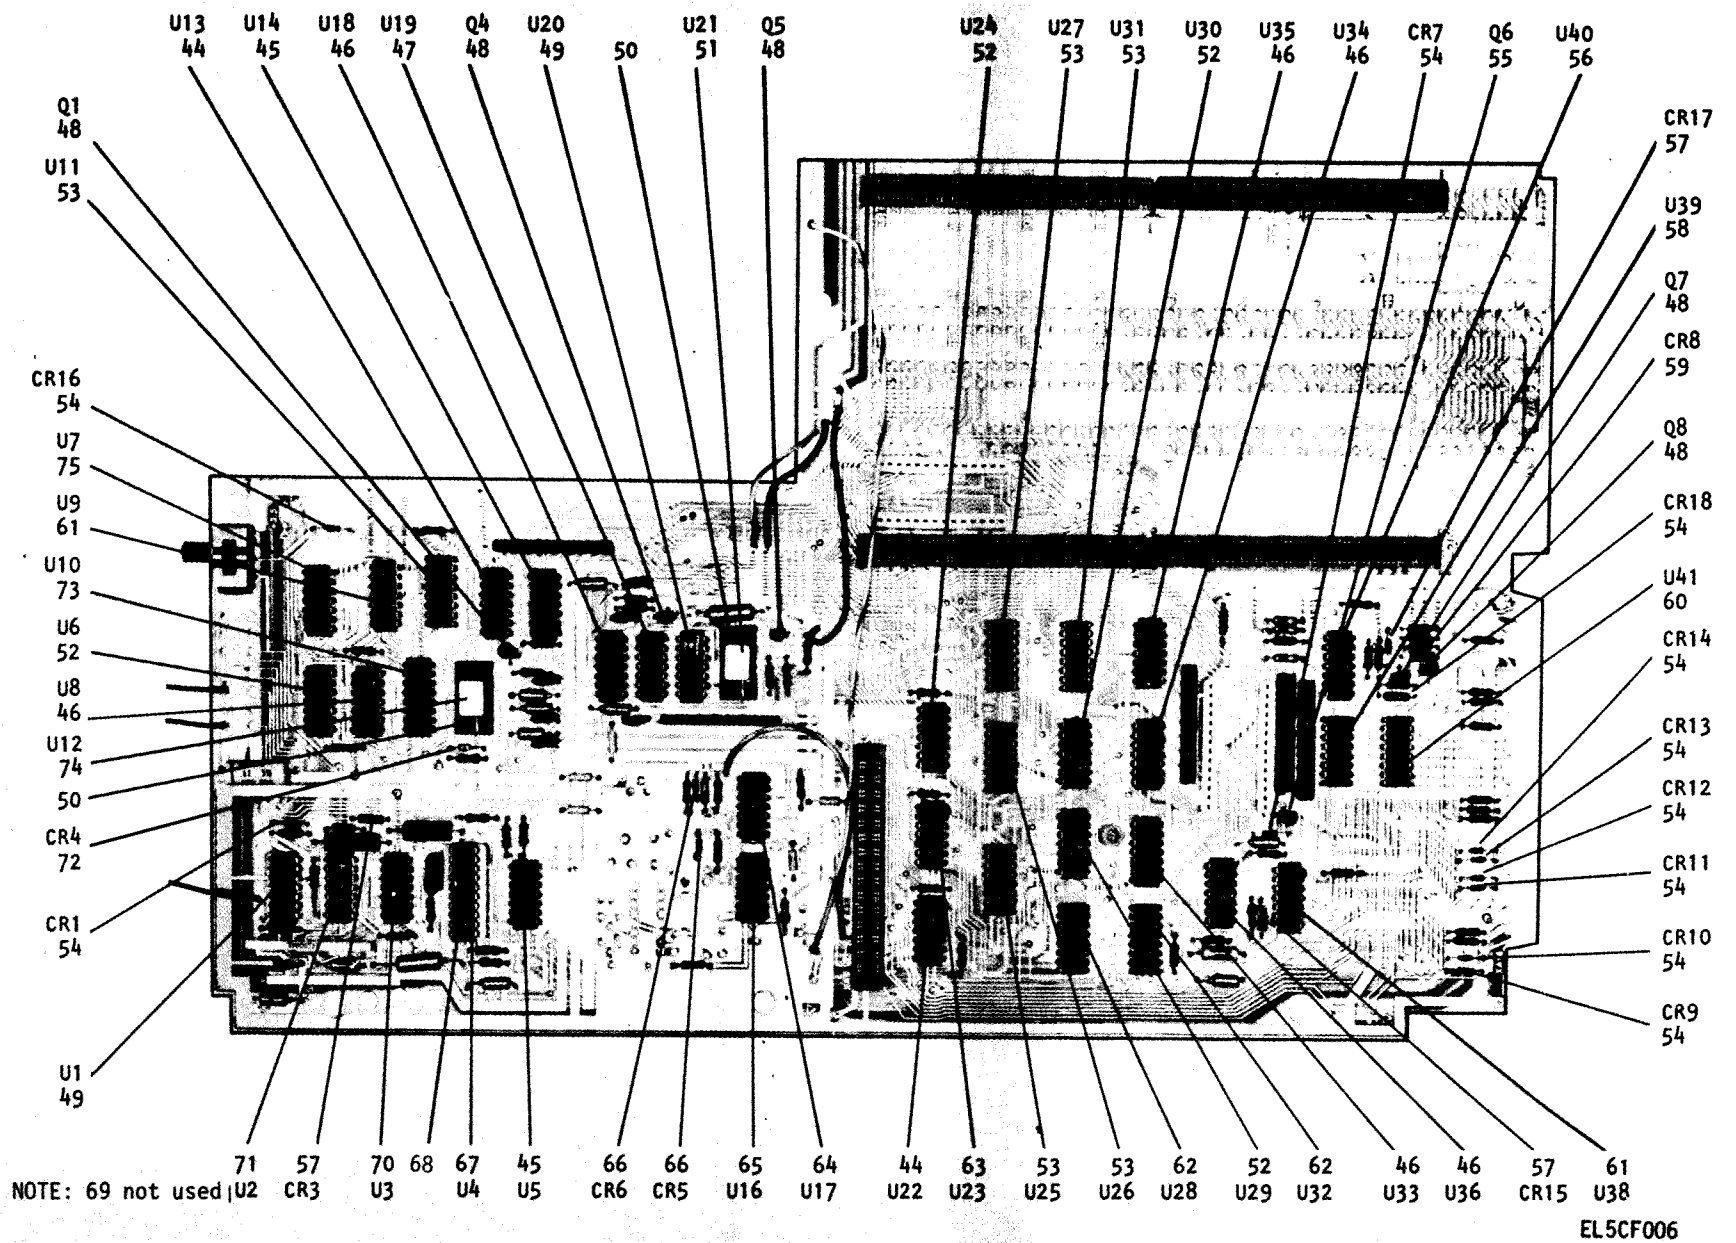 U13 U14 U18 U19 Q4 U20 U21 Q5 U24 U27 U31 U30 U35 U34 CR7 Q6 U40
44 45 46 47 48 49 50 51 48 52 53 53 52 46 46 54 55 56
Q1
48
U11
53
CR16
54
U7
75
U9
61
U10
73
U6
52
U8
46
U12
74
50
CR4
72
CR1
54
U1
49
CR17
57
U39
58
Q7
48
CR8
59
Q8
48
CR18
54
U41
60
CR14
54
CR13
54
CR12
54
CR11
54
CR10
54
CR9
54
71 57 70 68 67 45 66 66 65 64 44 63 53 53 62 52 62 46 46 57 61
NOTE: 69 not used U2 CR3 U3 U4 U5 CR6 CR5 U16 U17 U22 U23 U25 U26 U28 U29 U32 U33 U36 CR15 U38
EL5CF006